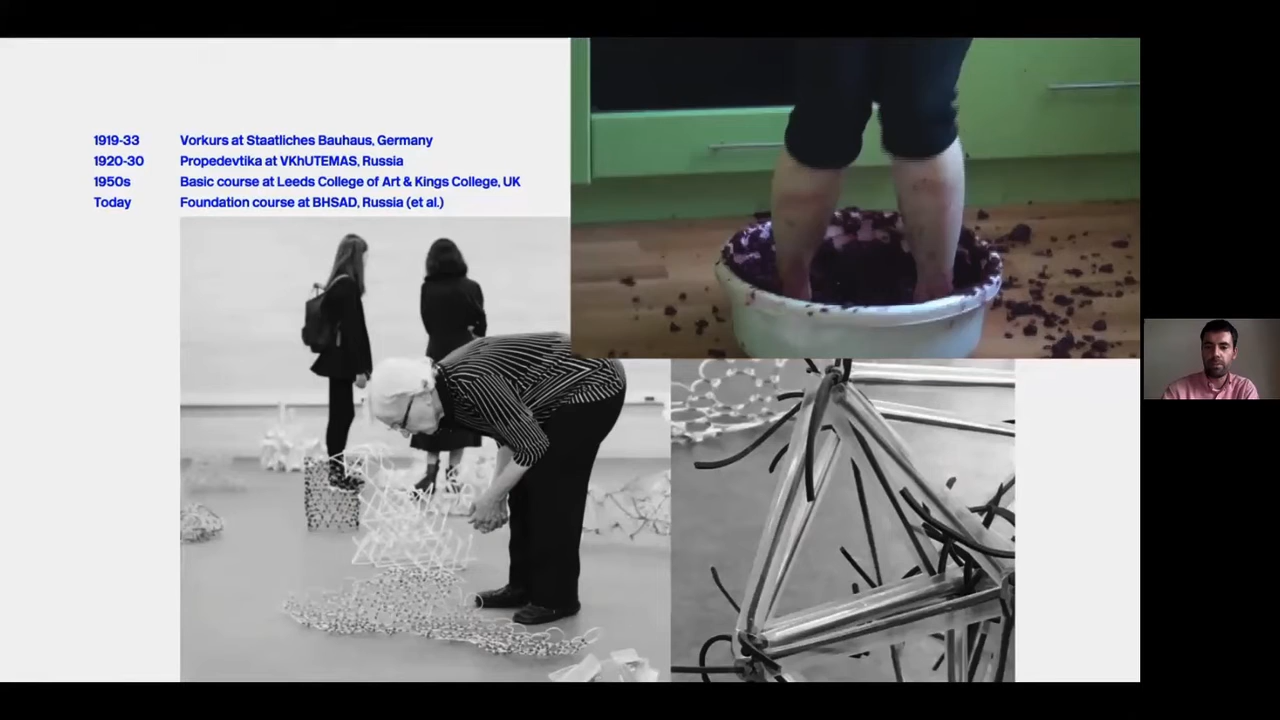 1919-33 Vorkurs at Staatliches Bauhaus, Germany
1920-30 Propedevtika at VKhUTEMAS, Russia
1950s Basic course at Leeds College of Art & Kings College, UK
Today Foundation course at BHSAD, Russia (et al.)